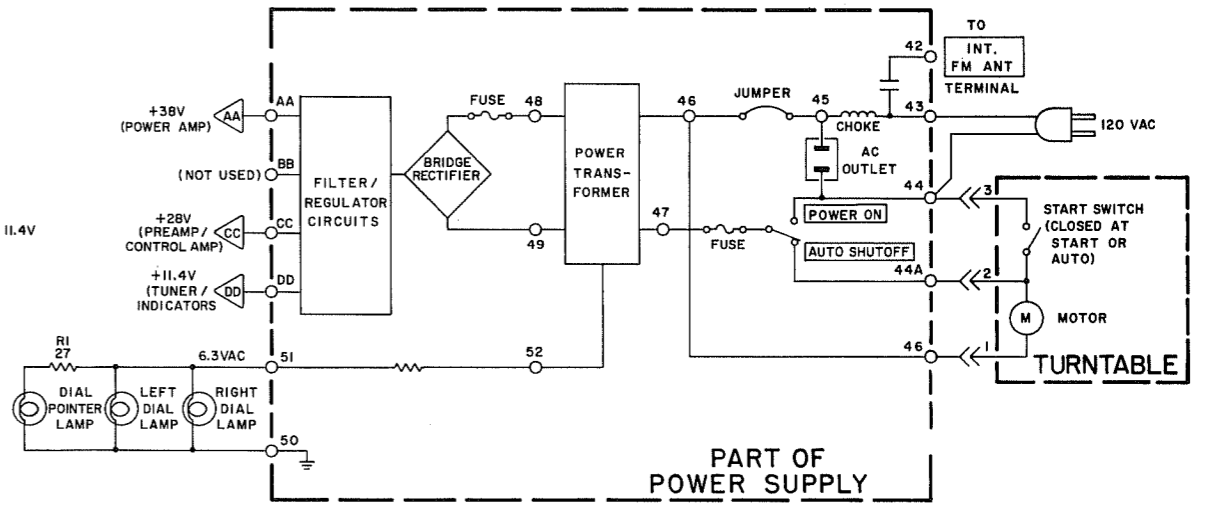 TO
INT.
FM ANT
TERMINAL
42
43
120 VAC
AA
+38V
(POWER AMP)
AA
BB
(NOT USED)
CC
+28V
(PREAMP/
CONTROL AMP)
CC
11.4V
DD
+11.4V
(TUNER/
INDICATORS
DD
FILTER/
REGULATOR
CIRCUITS
BRIDGE
RECTIFIER
FUSE
48
49
POWER
TRANS-
FORMER
46
JUMPER
45
CHOKE
AC
OUTLET
47
FUSE
POWER ON
AUTO SHUTOFF
44
3
44A
2
46
1
START SWITCH
(CLOSED AT
START OR
AUTO)
M
MOTOR
TURNTABLE
R1
27
6.3VAC
51
52
DIAL
POINTER
LAMP
LEFT
DIAL
LAMP
RIGHT
DIAL
LAMP
50
PART OF
POWER SUPPLY